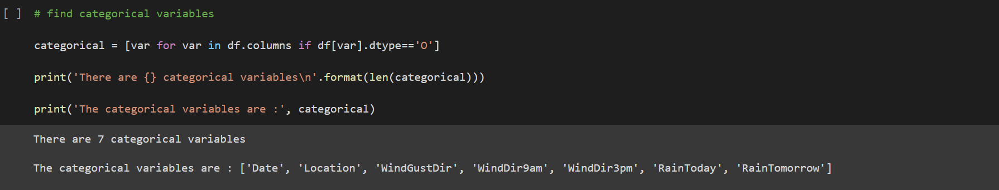 [ ] # find categorical variables
categorical = [var for var in df.columns if df[var].dtype=='O']
print('There are {} categorical variables\n'.format(len(categorical)))
print('The categorical variables are :', categorical)
There are 7 categorical variables
The categorical variables are : ['Date', 'Location', 'WindGustDir', 'WindDir9am', 'WindDir3pm', 'RainToday', 'RainTomorrow']